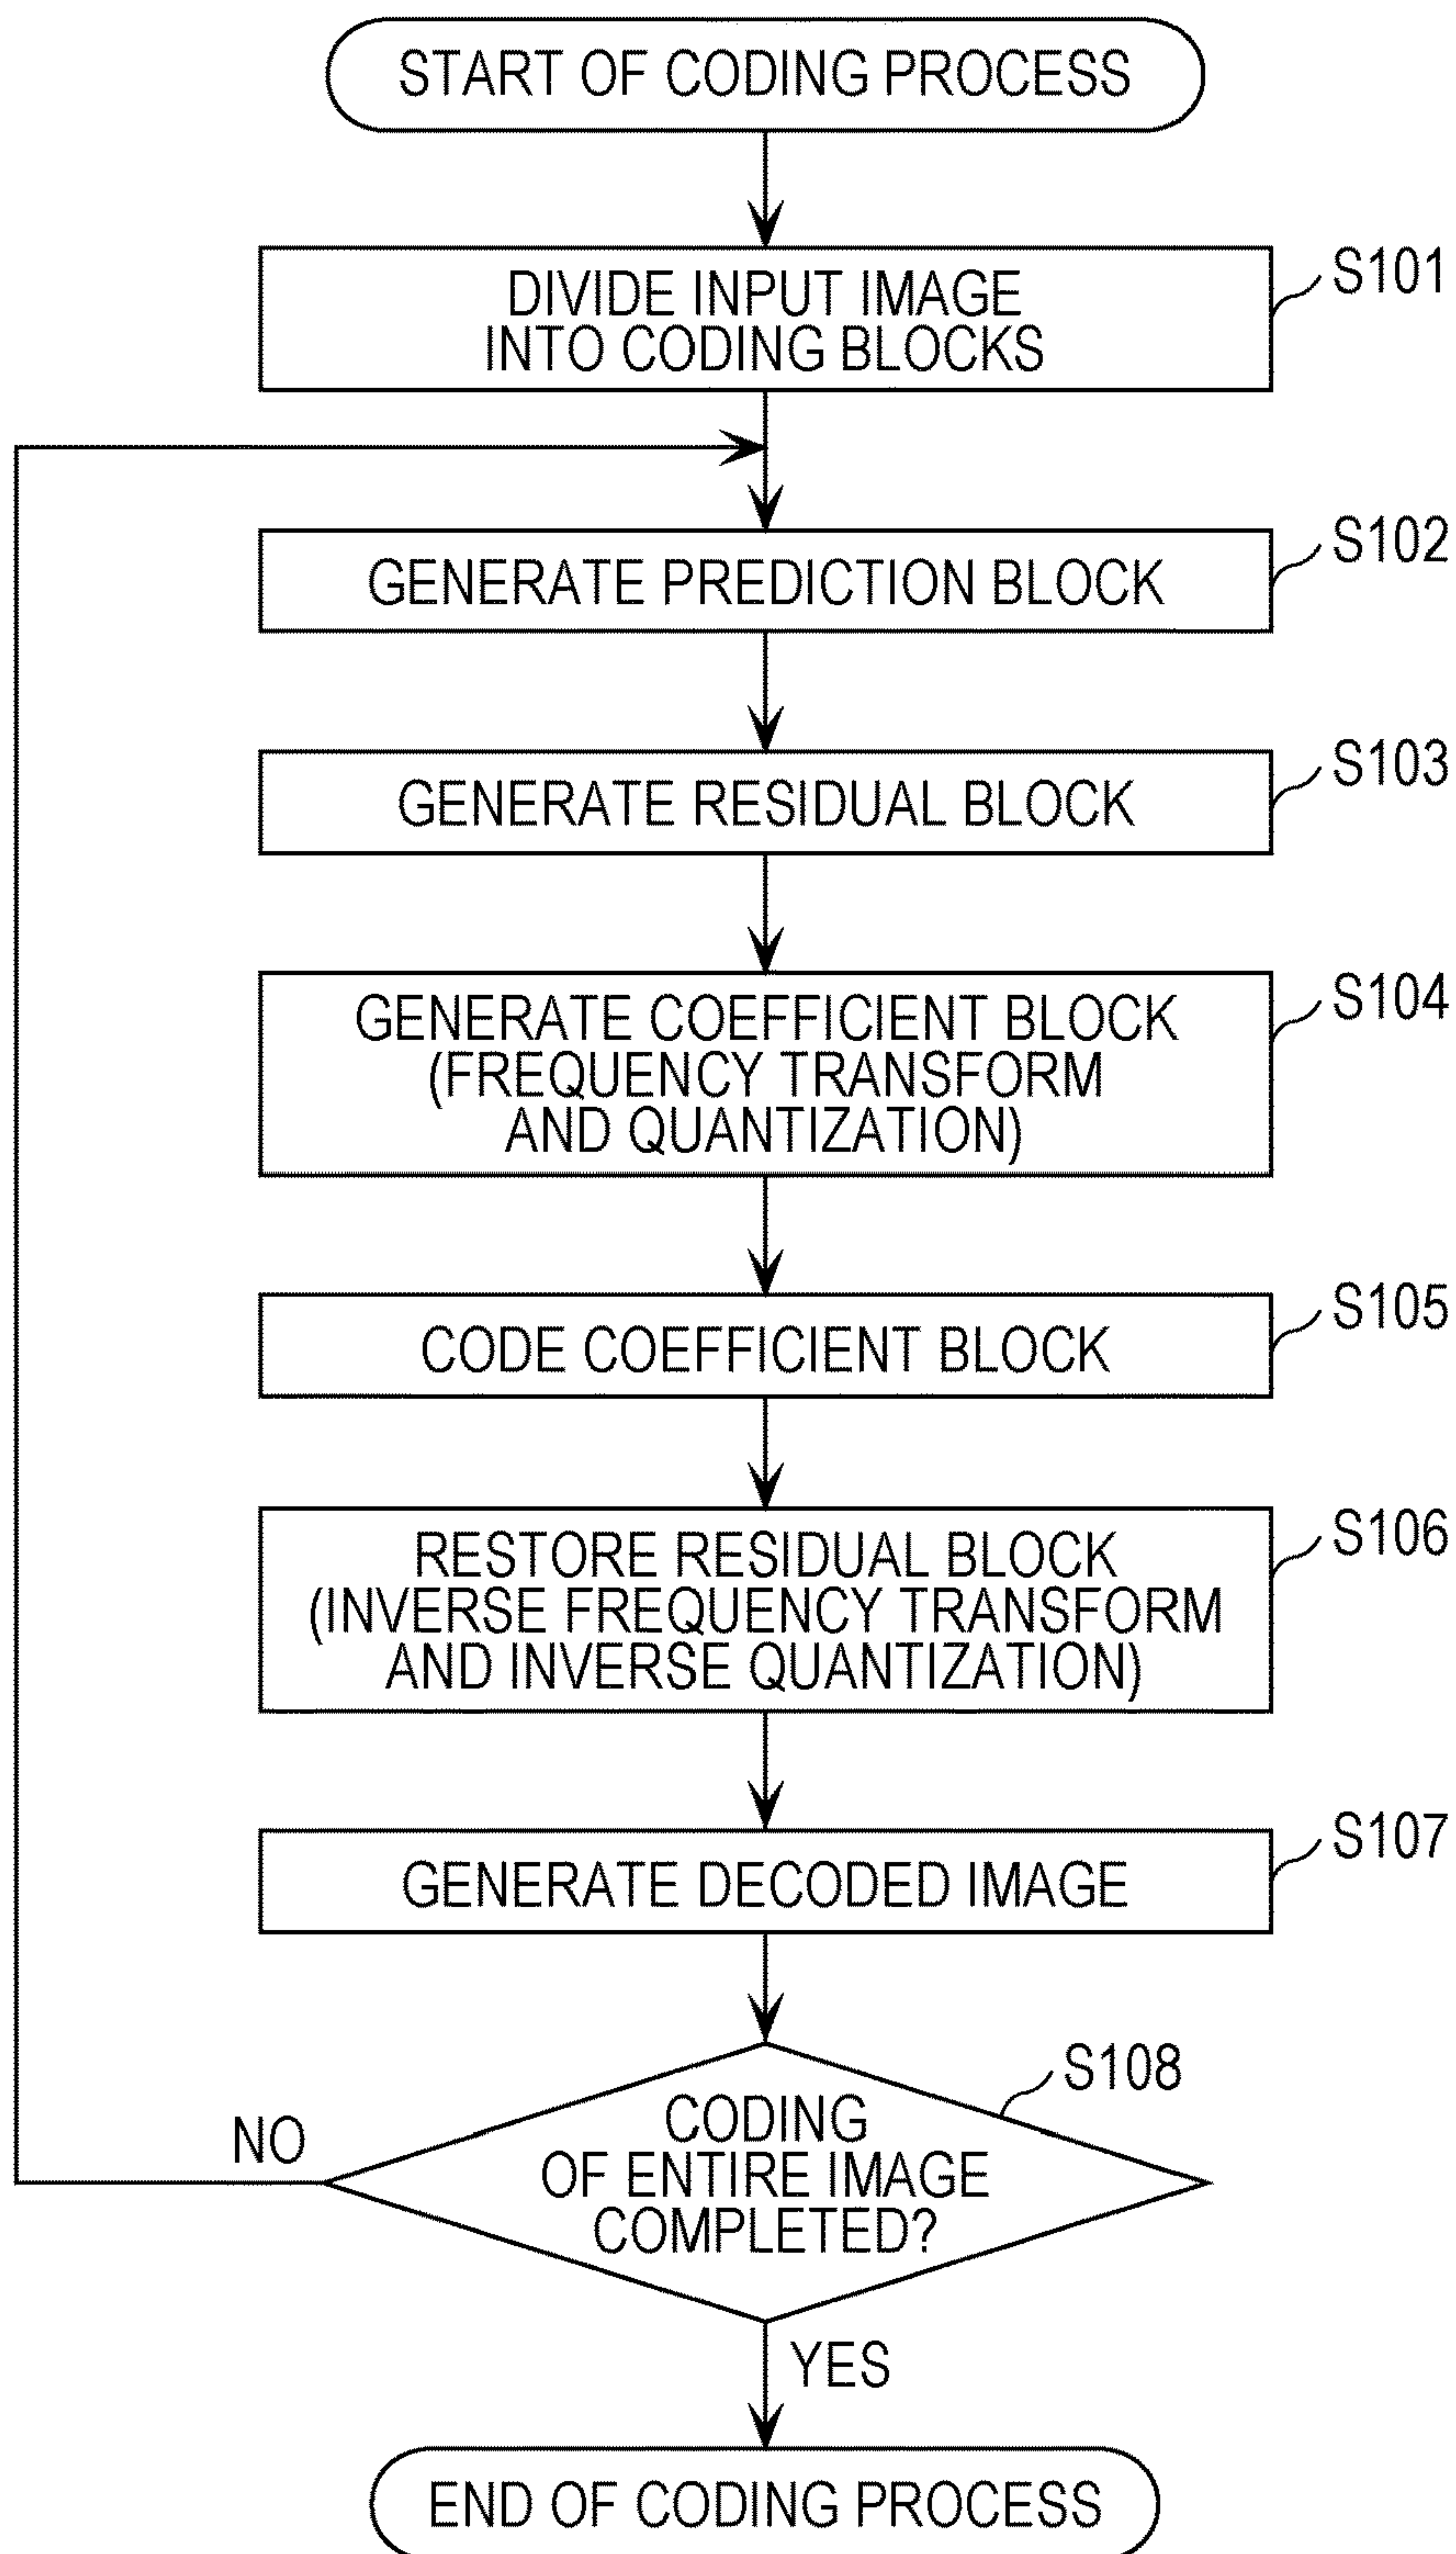 START OF CODING PROCESS
DIVIDE INPUT IMAGE
INTO CODING BLOCKS
S101
GENERATE PREDICTION BLOCK
S102
GENERATE RESIDUAL BLOCK
S103
GENERATE COEFFICIENT BLOCK
(FREQUENCY TRANSFORM
AND QUANTIZATION)
S104
CODE COEFFICIENT BLOCK
S105
RESTORE RESIDUAL BLOCK
(INVERSE FREQUENCY TRANSFORM
AND INVERSE QUANTIZATION)
S106
GENERATE DECODED IMAGE
S107
CODING
OF ENTIRE IMAGE
COMPLETED?
S108
NO
YES
END OF CODING PROCESS